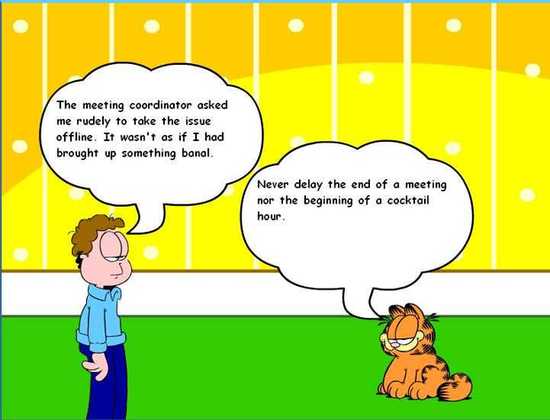 The meeting coordinator asked
me rudely to take the issue
offline. It wasn't as if I had
brought up something banal.
Never delay the end of a meeting
nor the beginning of a cocktail
hour.